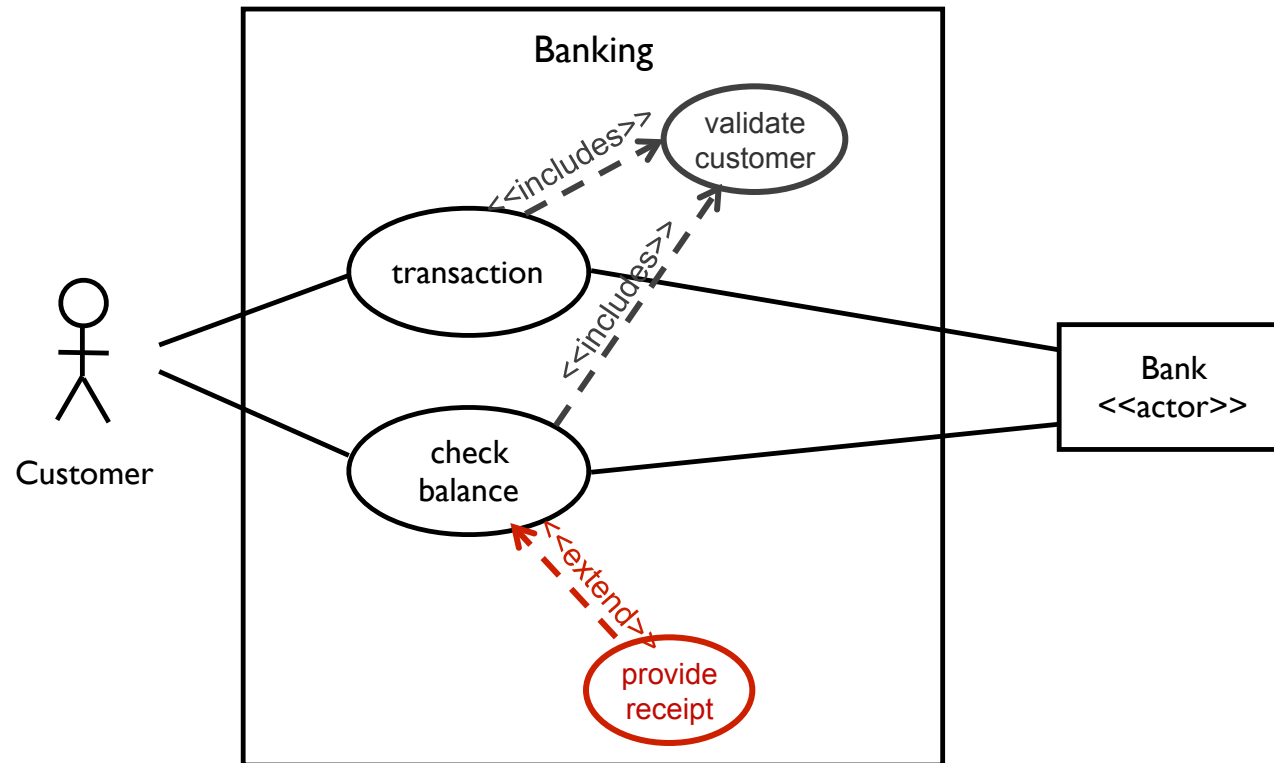 Banking
validate
customer
<<includes>>
transaction
<<includes>>
Bank
<<actor>>
check
balance
Customer
<<extend>>
provide
receipt